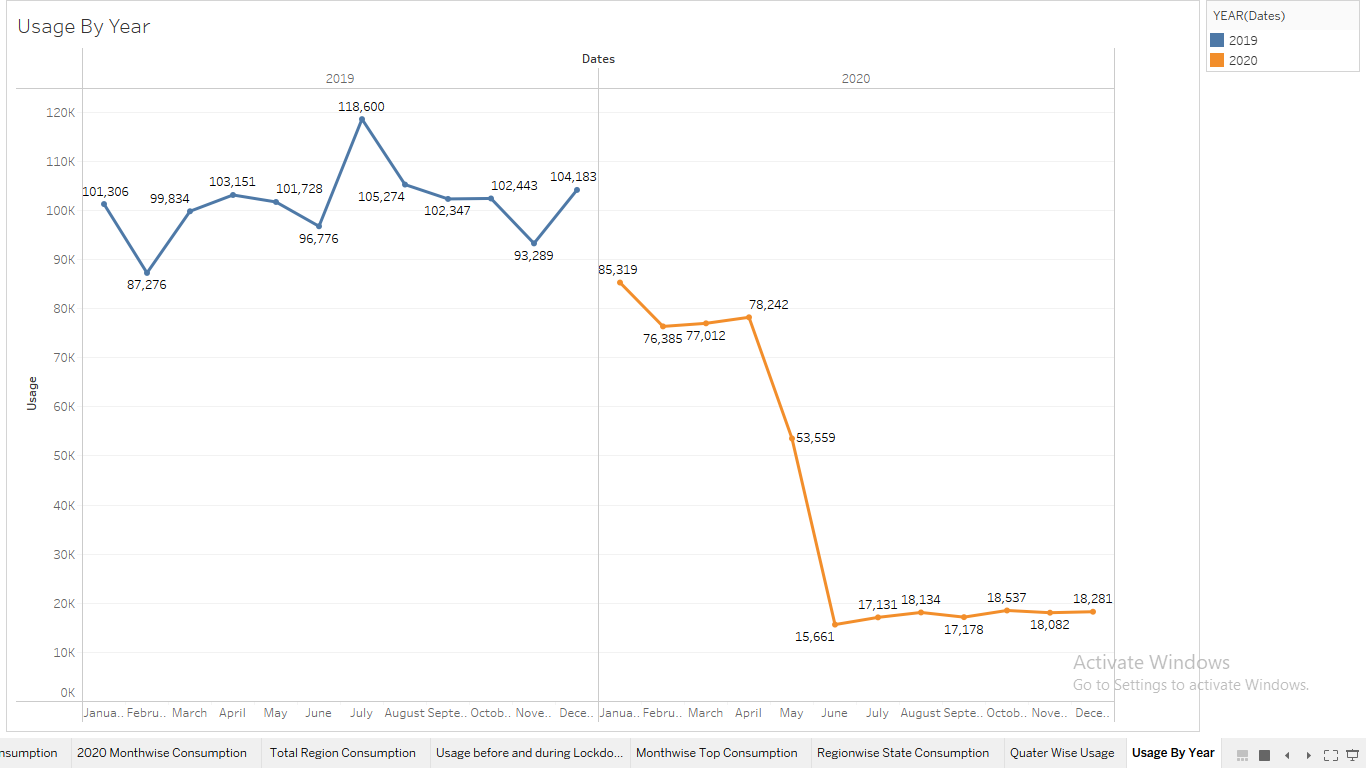 Usage By Year
YEAR(Dates)
2019
2020
Dates
2019
2020
Usage
120K
110K
100K
90K
80K
70K
60K
50K
40K
30K
20K
10K
0K
101,306
87,276
99,834
103,151
101,728
96,776
118,600
105,274
102,347
102,443
93,289
104,183
85,319
76,385
77,012
78,242
53,559
15,661
17,131
18,134
17,178
18,537
18,082
18,281
Janua.. Febru.. March April May June July August Septe.. Octob.. Nove.. Dece.. Janua.. Febru.. March April May June July August Septe.. Octob.. Nove.. Dece..
Activate Windows
Go to Settings to activate Windows.
nsumption 2020 Monthwise Consumption Total Region Consumption Usage before and during Lockdo... Monthwise Top Consumption Regionwise State Consumption Quater Wise Usage Usage By Year